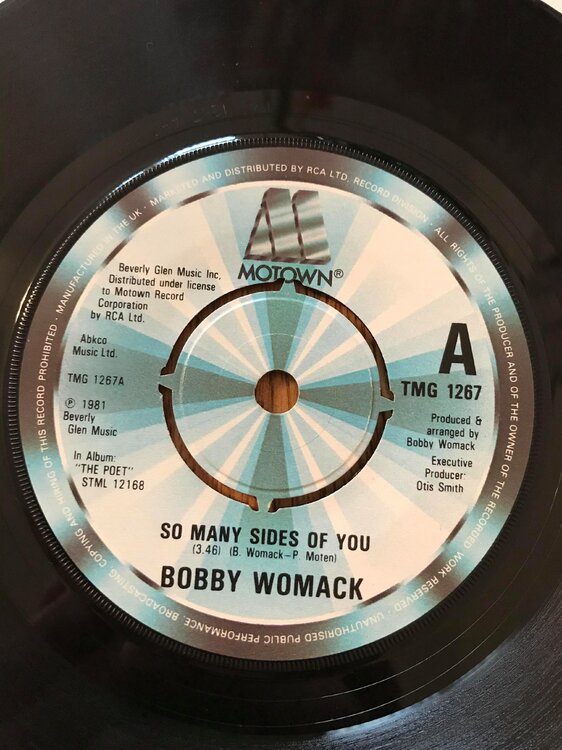 MANUFACTURED IN THE UK · MARKETED AND DISTRIBUTED BY RCA LTD. RECORD DIVISION · ALL RIGHTS OF THE PRODUCER AND OF THE OWNER OF THE RECORDED WORK RESERVED - UNAUTHORISED PUBLIC PERFORMANCE, BROADCASTING, COPYING AND HIRING OF THIS RECORD PROHIBITED ·
MOTOWN®
Beverly Glen Music Inc.
Distributed under license
to Motown Record
Corporation
by RCA Ltd.
Abkco
Music Ltd.
TMG 1267A
℗ 1981
Beverly
Glen Music
In Album:
"THE POET"
STML 12168
A
TMG 1267
Produced &
arranged by
Bobby Womack
Executive
Producer:
Otis Smith
SO MANY SIDES OF YOU
(3.46) (B. Womack–P. Moten)
BOBBY WOMACK